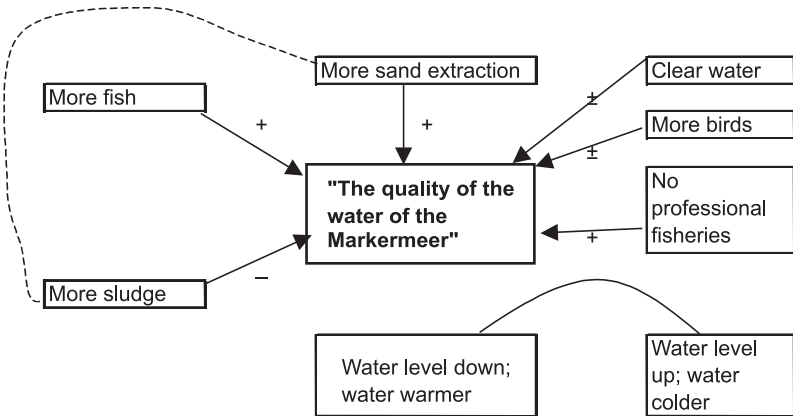 More sand extraction
Clear water
More fish
+
+
±
More birds
±
"The quality of the
water of the
Markermeer"
No
professional
fisheries
+
More sludge
–
Water level down;
water warmer
Water level
up; water
colder